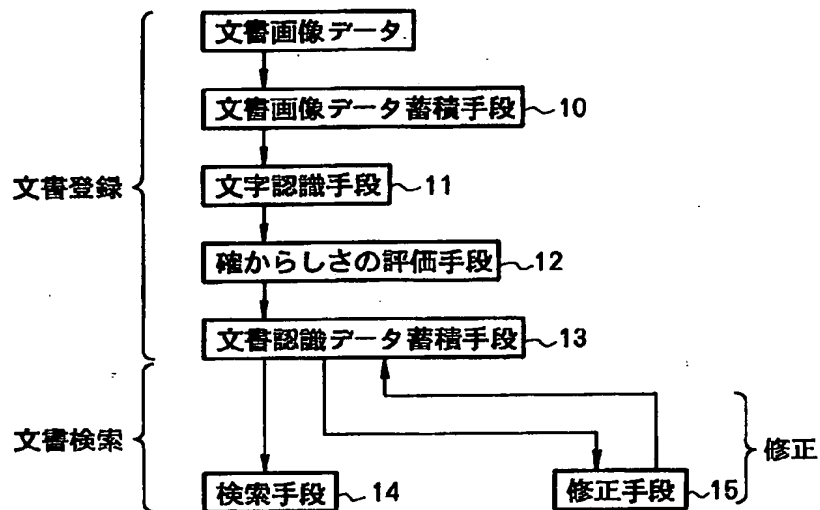 文書画像データ
文書画像データ蓄積手段 10
文書登録
文字認識手段 11
確からしさの評価手段 12
文書認識データ蓄積手段 13
文書検索
修正
検索手段 14
修正手段 15